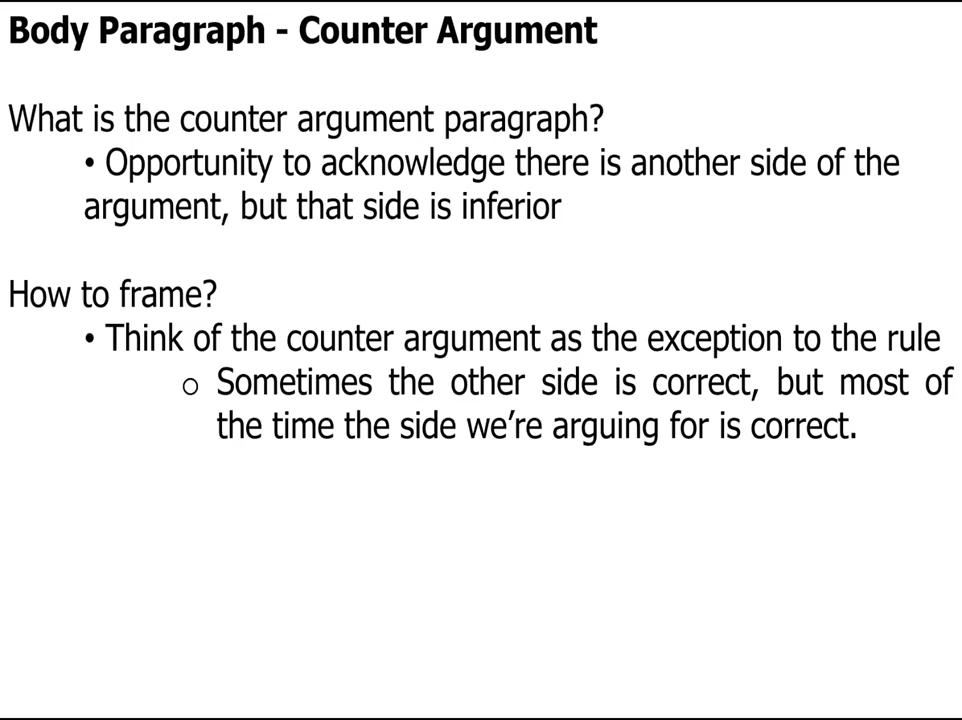 Body Paragraph - Counter Argument
What is the counter argument paragraph?
• Opportunity to acknowledge there is another side of the
argument, but that side is inferior
How to frame?
• Think of the counter argument as the exception to the rule
○ Sometimes the other side is correct, but most of
the time the side we’re arguing for is correct.